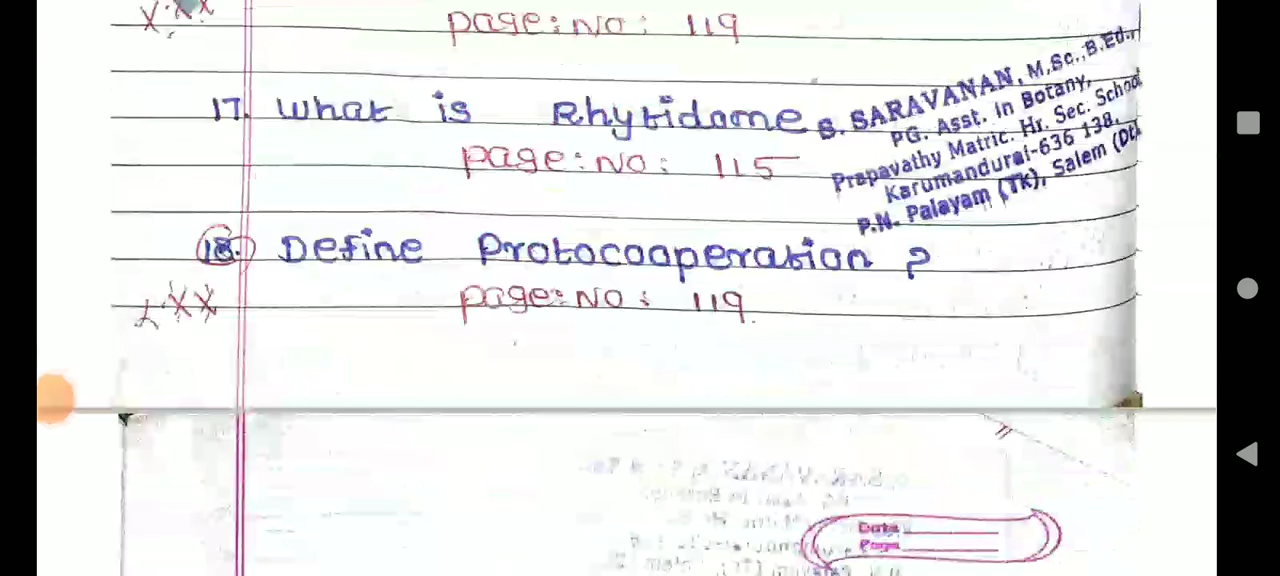 Page: No: 119
17. What is Rhytidome
S. SARAVANAN, M.Sc., B.Ed.,
PG. Asst. In Botany,
Prapavathy Matric. Hr. Sec. School
Karumandurai-636 138.
P.N. Palayam (TK), Salem (Dt)
Page: No: 115
18. Define Protocooperation ?
xxx
Page: No: 119
Date
Page